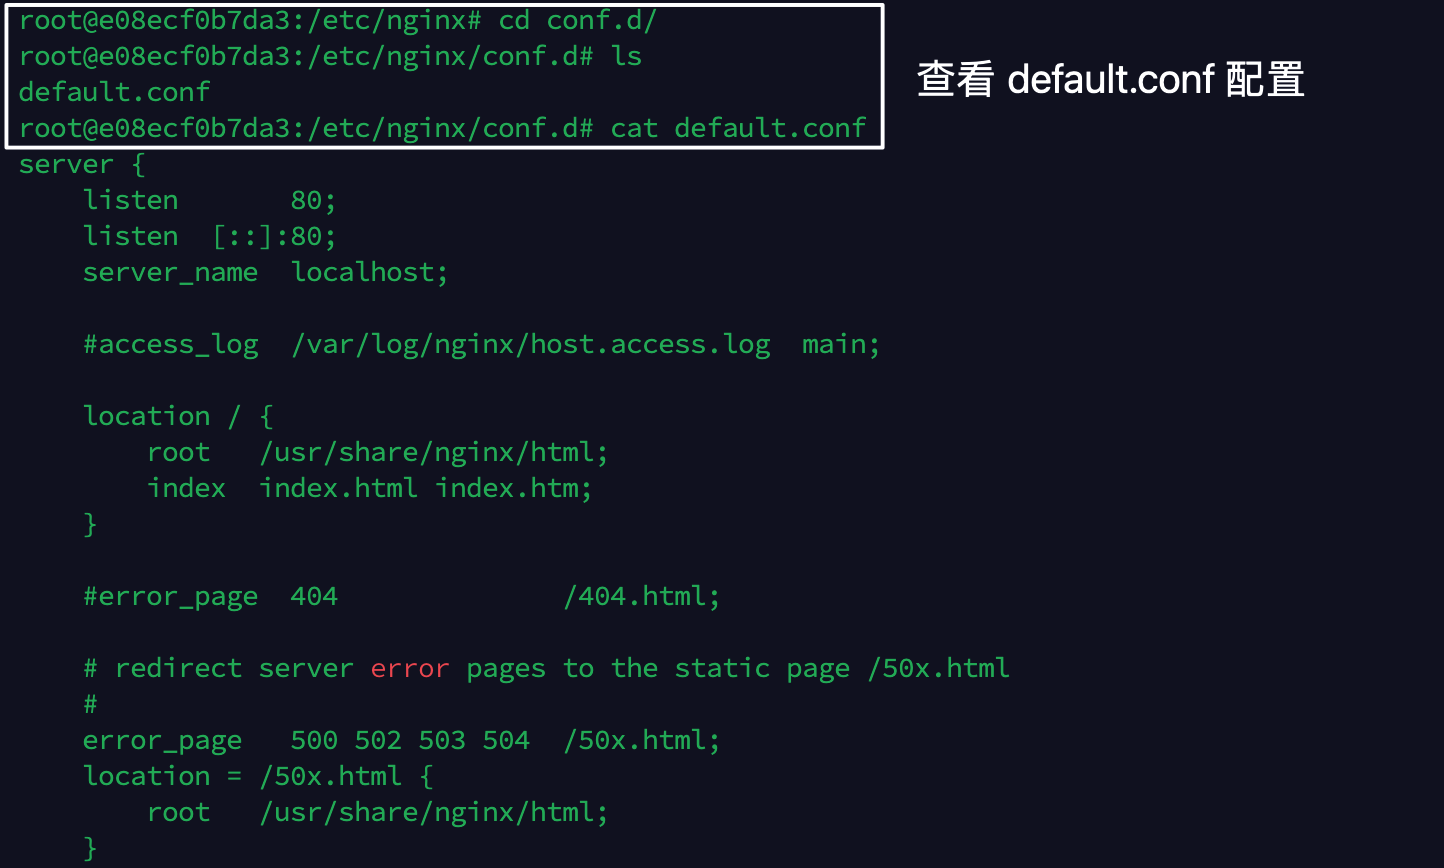 root@e08ecf0b7da3:/etc/nginx# cd conf.d/
root@e08ecf0b7da3:/etc/nginx/conf.d# ls
default.conf
root@e08ecf0b7da3:/etc/nginx/conf.d# cat default.conf
查看 default.conf 配置
server {
    listen       80;
    listen  [::]:80;
    server_name  localhost;

    #access_log  /var/log/nginx/host.access.log  main;

    location / {
        root   /usr/share/nginx/html;
        index  index.html index.htm;
    }

    #error_page  404              /404.html;

    # redirect server error pages to the static page /50x.html
    #
    error_page   500 502 503 504  /50x.html;
    location = /50x.html {
        root   /usr/share/nginx/html;
    }